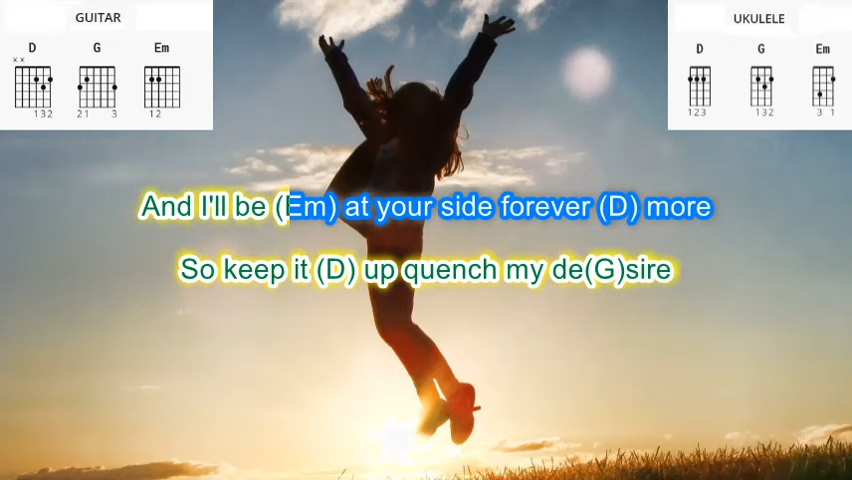 GUITAR
D G Em
xx
132 21 3 12
UKULELE
D G Em
123 132 3 1
And I'll be (Em) at your side forever (D) more
So keep it (D) up quench my de(G)sire